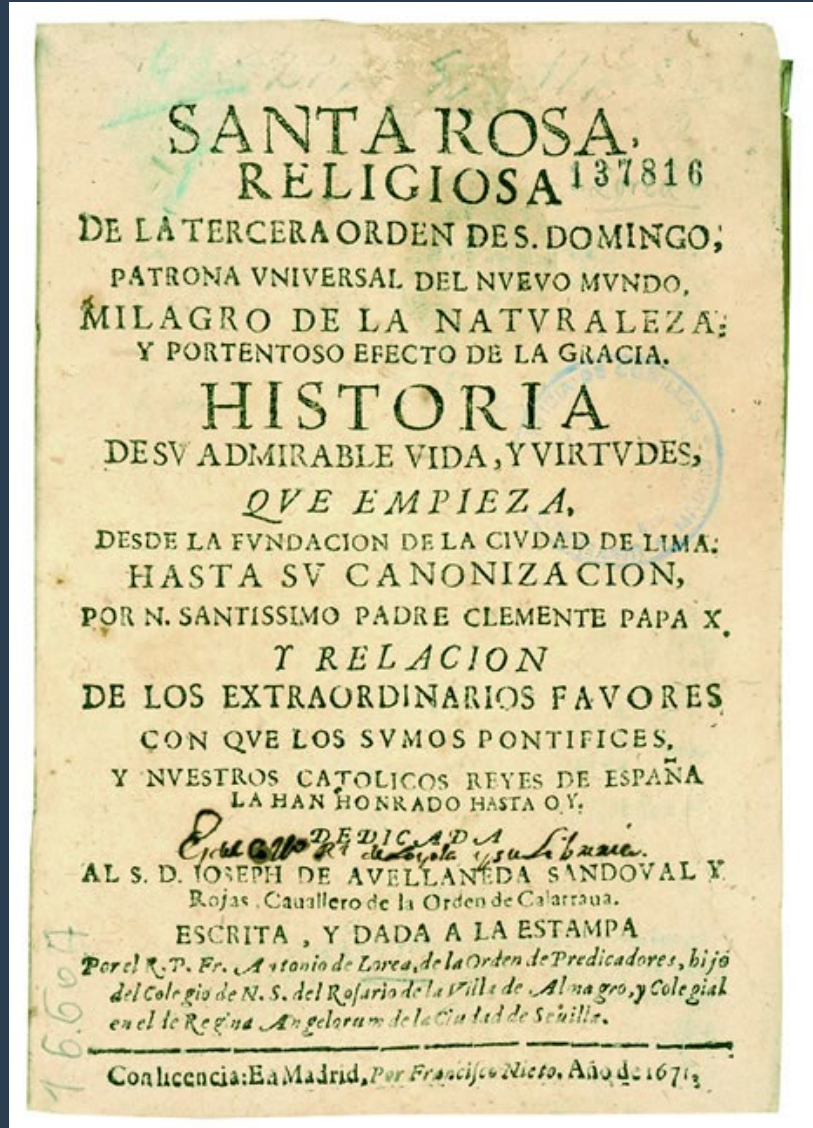 SANTA ROSA,
RELIGIOSA 137816
DE LA TERCERA ORDEN DE S. DOMINGO;
PATRONA VNIVERSAL DEL NVEVO MVNDO,
MILAGRO DE LA NATVRALEZA;
Y PORTENTOSO EFECTO DE LA GRACIA.
HISTORIA
DE SV ADMIRABLE VIDA, Y VIRTVDES,
QVE EMPIEZA,
DESDE LA FVNDACION DE LA CIVDAD DE LIMA:
HASTA SV CANONIZACION,
POR N. SANTISSIMO PADRE CLEMENTE PAPA X.
Y RELACION
DE LOS EXTRAORDINARIOS FAVORES
CON QVE LOS SVMOS PONTIFICES,
Y NVESTROS CATOLICOS REYES DE ESPAÑA
LA HAN HONRADO HASTA OY.
DEDICADA
de Loyola y su Libreria.
AL S. D. IOSEPH DE AVELLANEDA SANDOVAL Y
Rojas, Cauallero de la Orden de Calatraua.
ESCRITA, Y DADA A LA ESTAMPA
Por el R. P. Fr. Antonio de Lorea, de la Orden de Predicadores, hijo
del Colegio de N. S. del Rosario de la Villa de Almagro, y Colegial
en el de Regina Angelorum de la Ciudad de Seuilla.
Con licencia: En Madrid, Por Francisco Nieto. Año de 1671.